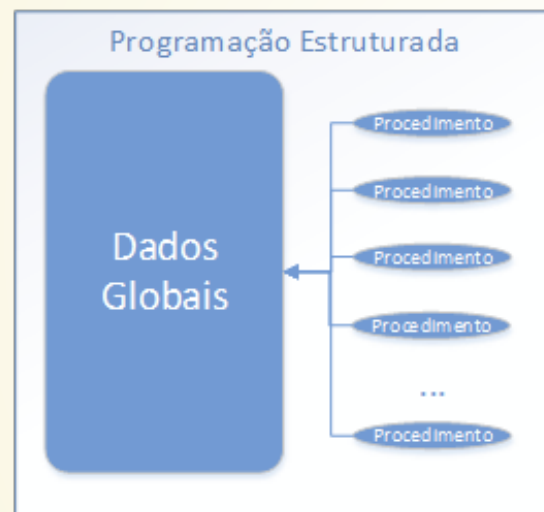 Programação Estruturada
Dados
Globais
Procedimento
Procedimento
Procedimento
Procedimento
...
Procedimento